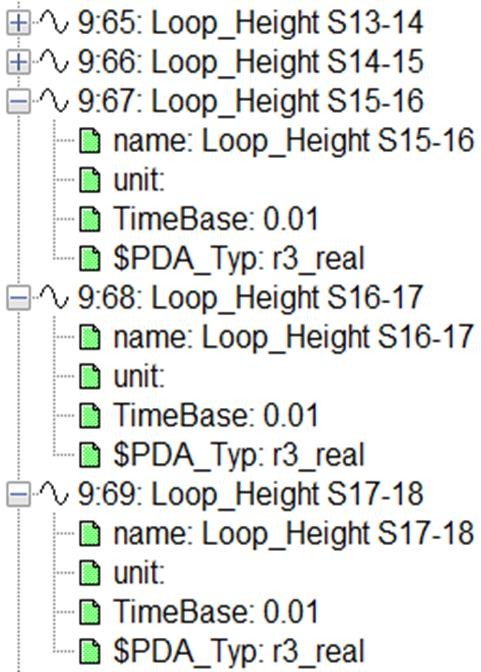 9:65: Loop_Height S13-14
9:66: Loop_Height S14-15
9:67: Loop_Height S15-16
name: Loop_Height S15-16
unit:
TimeBase: 0.01
$PDA_Typ: r3_real
9:68: Loop_Height S16-17
name: Loop_Height S16-17
unit:
TimeBase: 0.01
$PDA_Typ: r3_real
9:69: Loop_Height S17-18
name: Loop_Height S17-18
unit:
TimeBase: 0.01
$PDA_Typ: r3_real